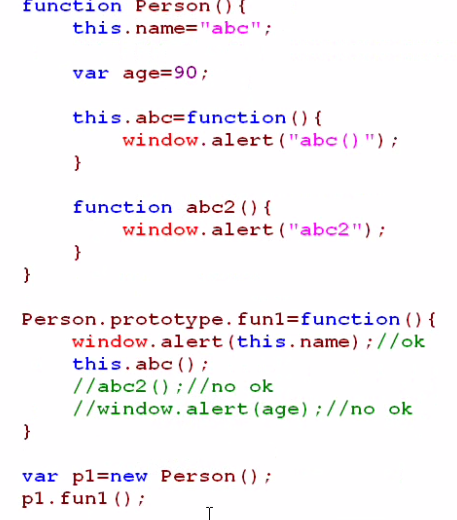 function Person(){
this.name="abc";
var age=90;
this.abc=function(){
window.alert("abc()");
}
function abc2(){
window.alert("abc2");
}
}
Person.prototype.fun1=function(){
window.alert(this.name);//ok
this.abc();
//abc2();//no ok
//window.alert(age);//no ok
}
var p1=new Person();
p1.fun1();